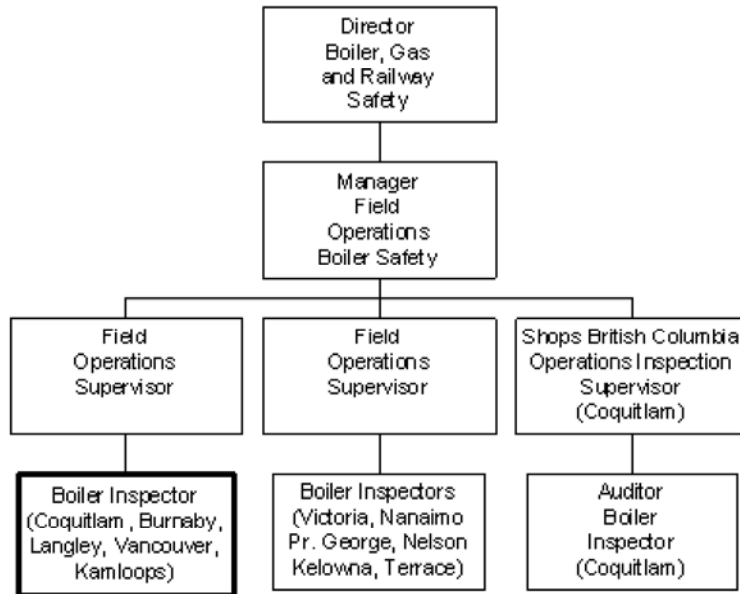 Director
Boiler, Gas
and Railway
Safety
Manager
Field
Operations
Boiler Safety
Field
Operations
Supervisor
Field
Operations
Supervisor
Shops British Columbia
Operations Inspection
Supervisor
(Coquitlam)
Boiler Inspector
(Coquitlam , Burnaby,
Langley, Vancouver,
Kamloops)
Boiler Inspectors
(Victoria, Nanaimo
Pr. George, Nelson
Kelowna, Terrace)
Auditor
Boiler
Inspector
(Coquitlam)